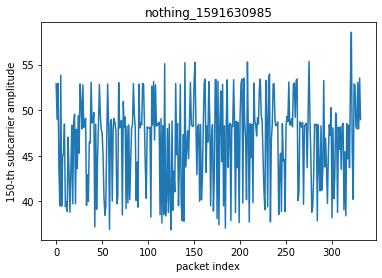 nothing_1591630985
55
50
45
40
150-th subcarrier amplitude
0 50 100 150 200 250 300
packet index